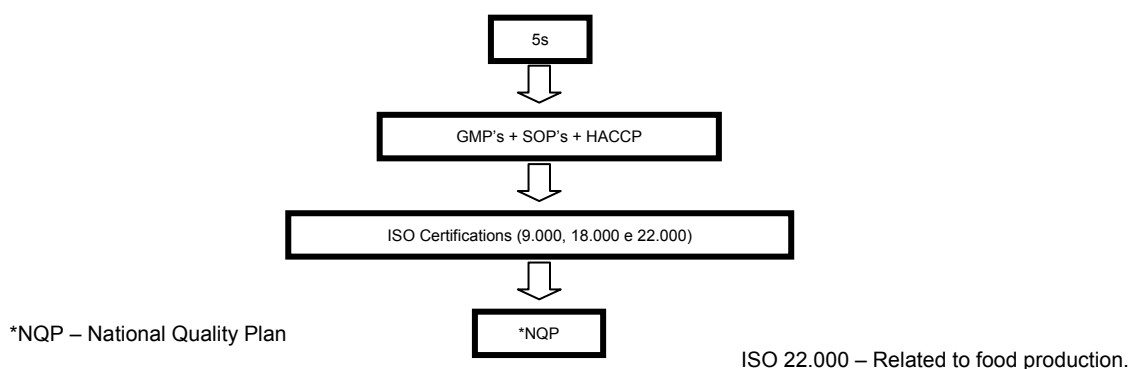 5s
GMP's + SOP's + HACCP
ISO Certifications (9.000, 18.000 e 22.000)
*NQP – National Quality Plan
*NQP
ISO 22.000 – Related to food production.